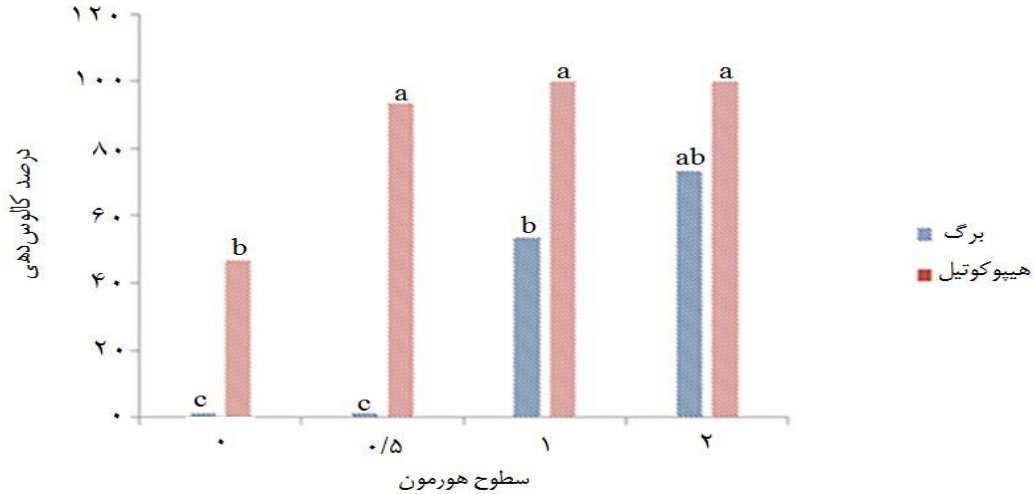 ۱۲۰
۱۰۰
۸۰
۶۰
۴۰
۲۰
۰
درصد کالوس‌دهی
c b
c a
b a
ab a
۰ ۰/۵ ۱ ۲
سطوح هورمون
برگ
هیپوکوتیل